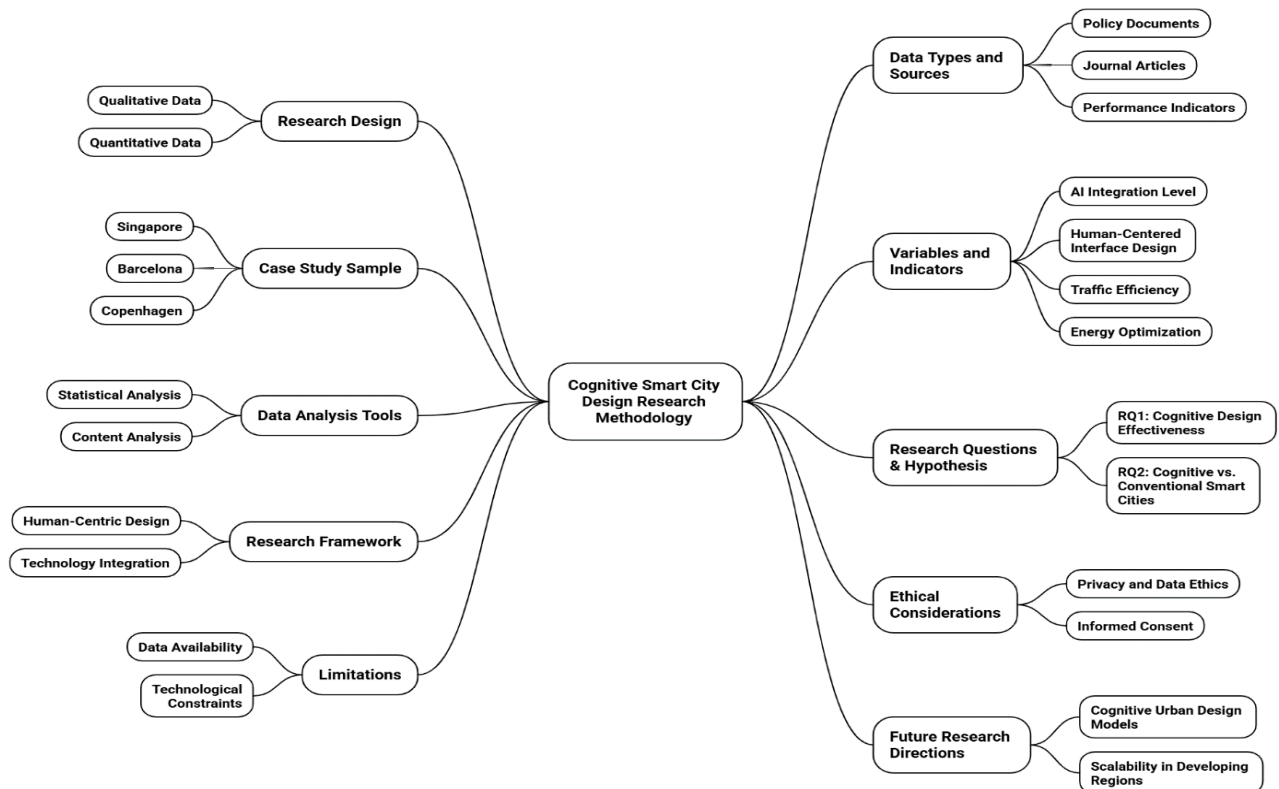 Cognitive Smart City
Design Research
Methodology
Research Design
Qualitative Data
Quantitative Data
Case Study Sample
Singapore
Barcelona
Copenhagen
Data Analysis Tools
Statistical Analysis
Content Analysis
Research Framework
Human-Centric Design
Technology Integration
Limitations
Data Availability
Technological
Constraints
Data Types and
Sources
Policy Documents
Journal Articles
Performance Indicators
Variables and
Indicators
AI Integration Level
Human-Centered
Interface Design
Traffic Efficiency
Energy Optimization
Research Questions
& Hypothesis
RQ1: Cognitive Design
Effectiveness
RQ2: Cognitive vs.
Conventional Smart
Cities
Ethical
Considerations
Privacy and Data Ethics
Informed Consent
Future Research
Directions
Cognitive Urban Design
Models
Scalability in Developing
Regions